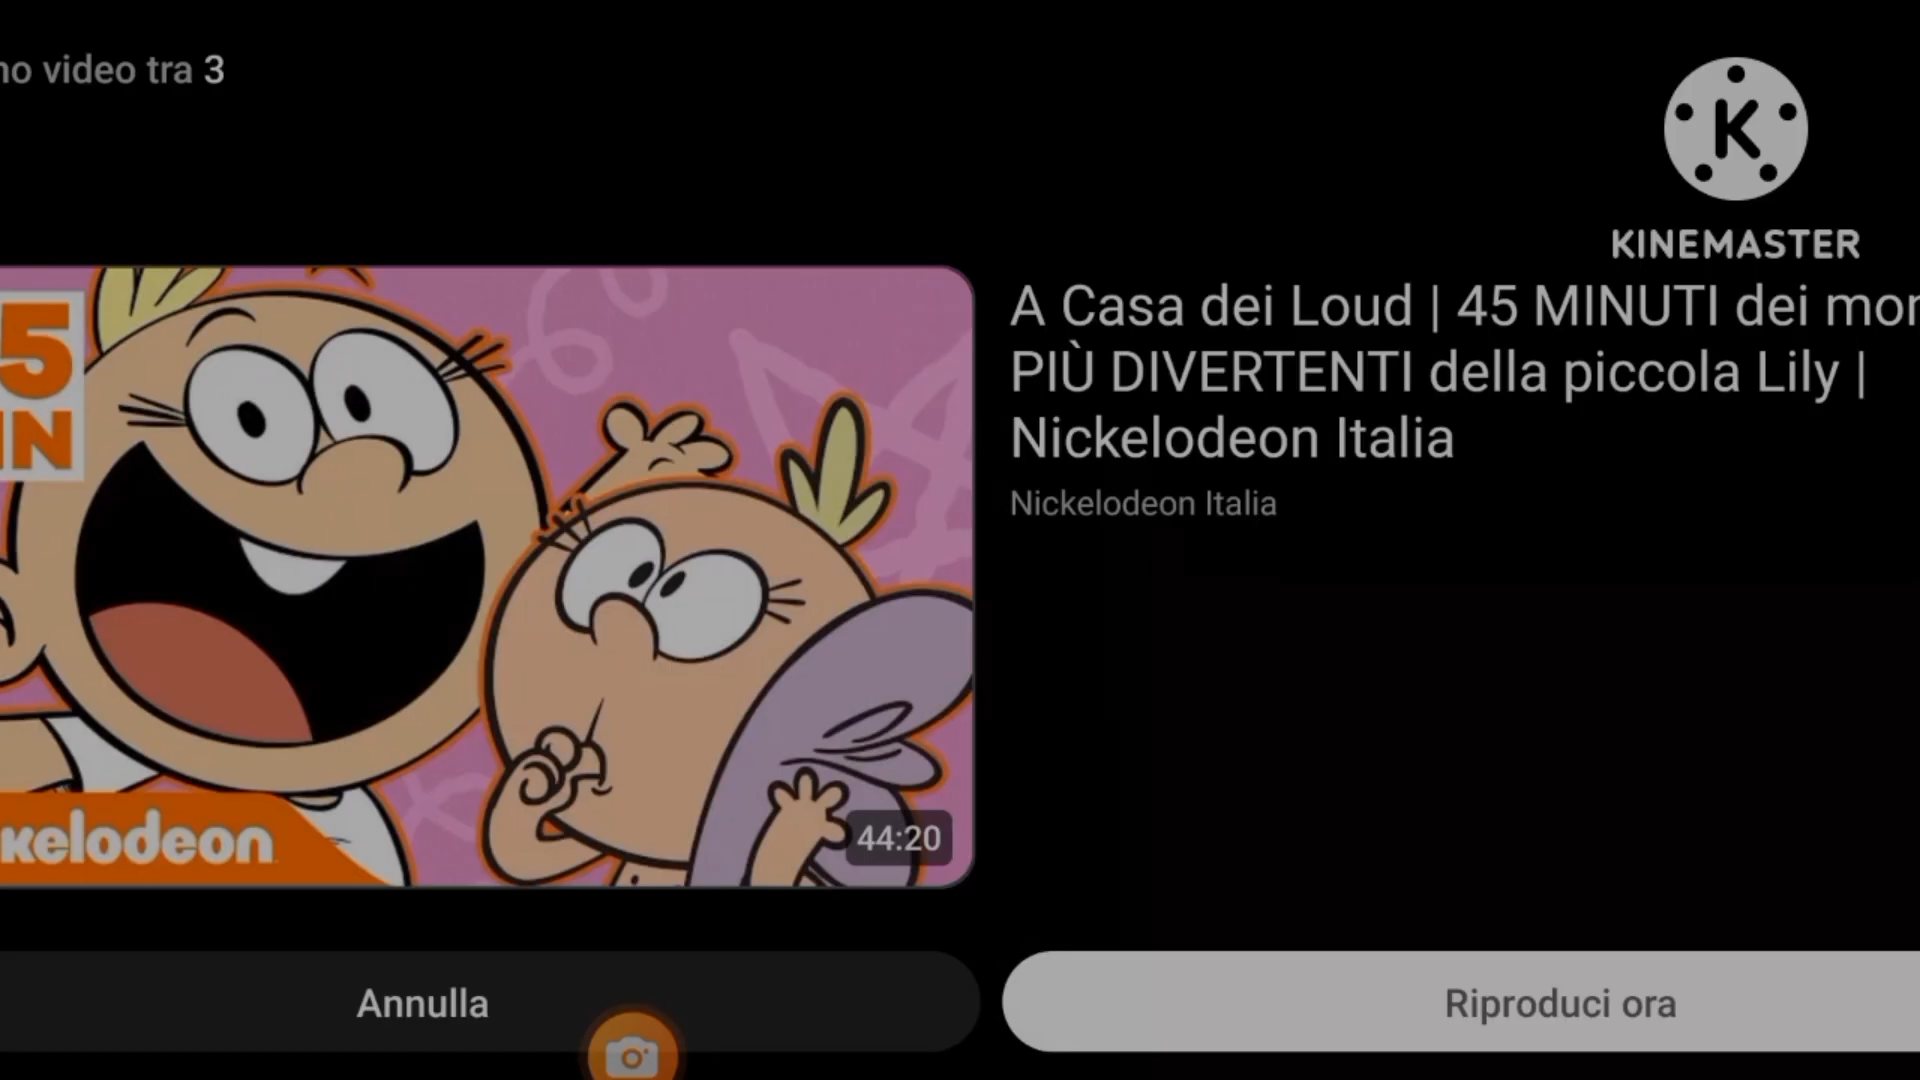 no video tra 3
KINEMASTER
A Casa dei Loud | 45 MINUTI dei mor
PIÙ DIVERTENTI della piccola Lily |
Nickelodeon Italia
Nickelodeon Italia
5
IN
kelodeon
44:20
Annulla
Riproduci ora